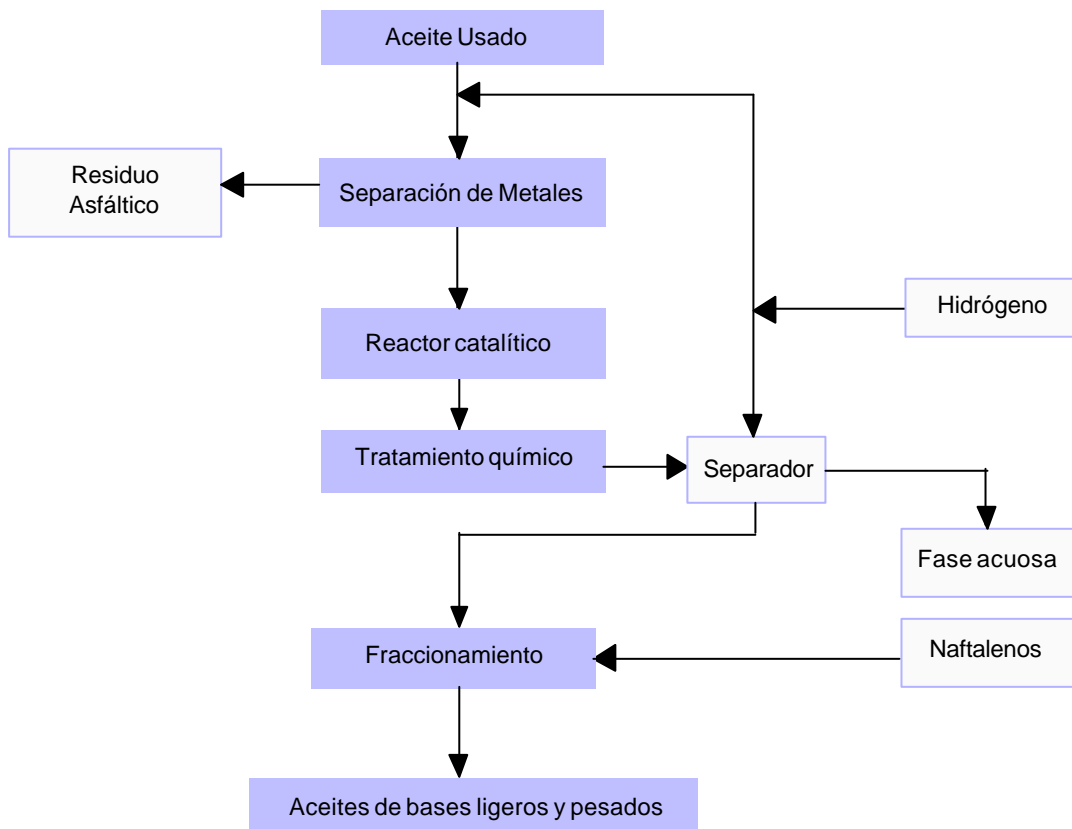 Aceite Usado
Residuo
Asfáltico
Separación de Metales
Hidrógeno
Reactor catalítico
Tratamiento químico
Separador
Fase acuosa
Fraccionamiento
Naftalenos
Aceites de bases ligeros y pesados